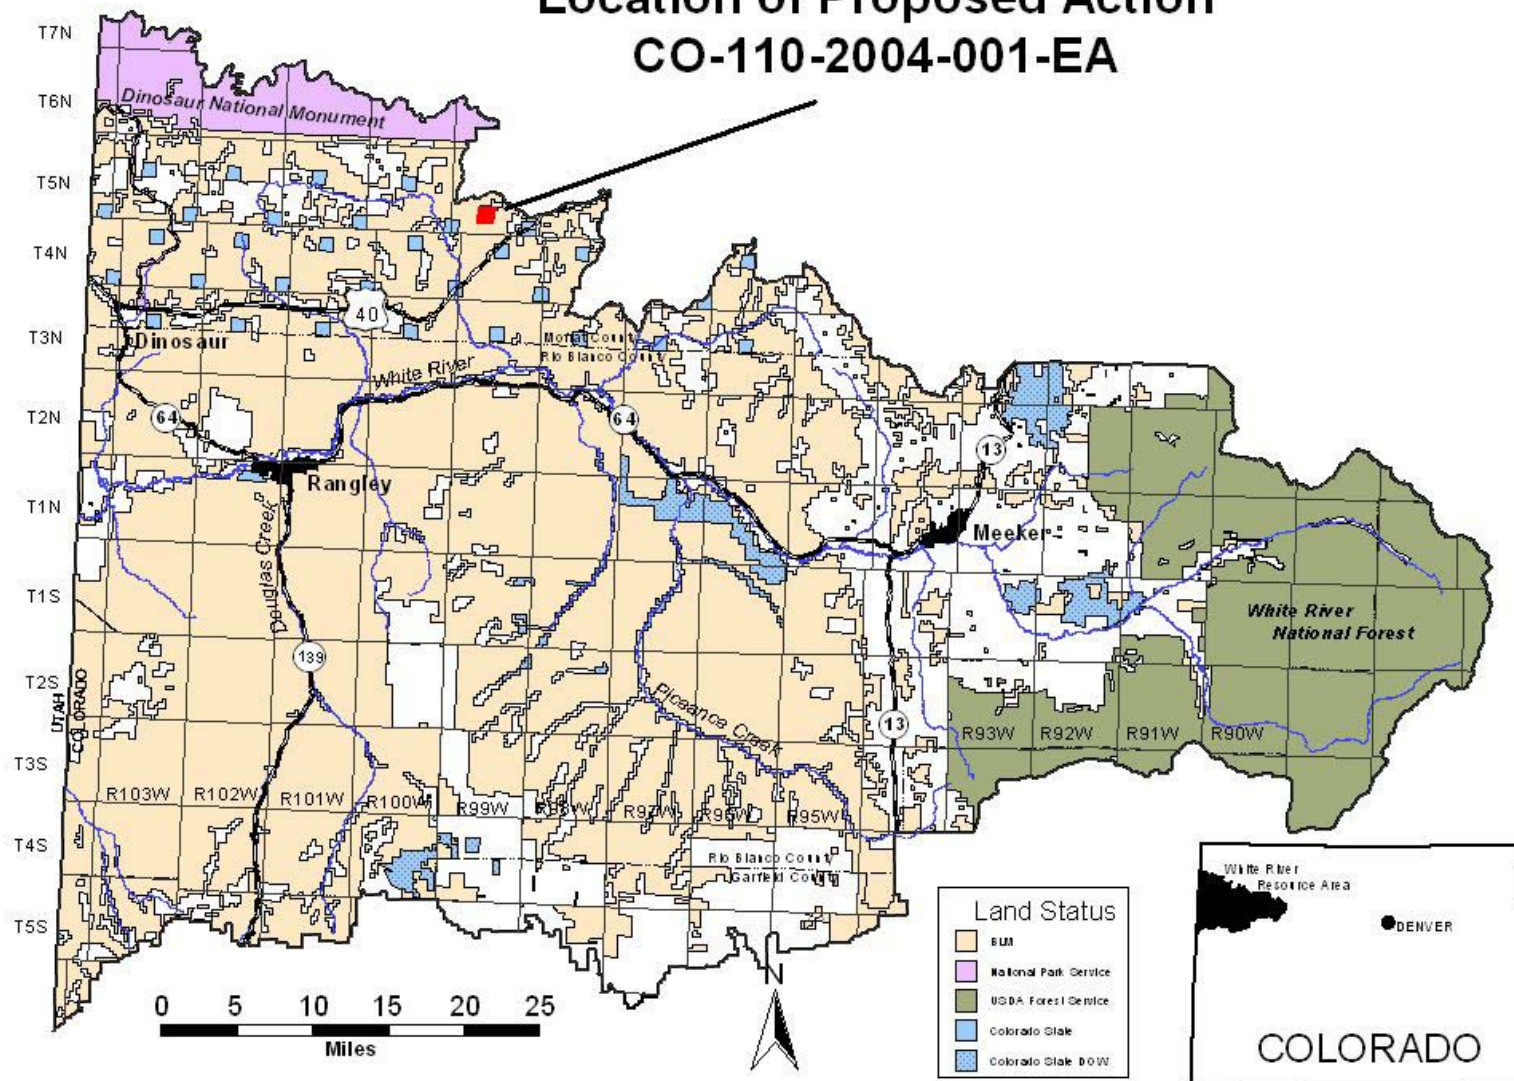 Location of Proposed Action
CO-110-2004-001-EA
T7N
T6N
T5N
T4N
T3N
T2N
T1N
T1S
T2S
T3S
T4S
T5S
Dinosaur National Monument
40
Dinosaur
Moffat County
Rio Blanco County
White River
64
64
13
Rangley
Meeker
Douglas Creek
White River
National Forest
139
UTAH
COLORADO
Piceance Creek
13
R93W
R92W
R91W
R90W
R103W
R102W
R101W
R100W
R99W
R98W
R97W
R96W
R95W
Rio Blanco County
Garfield County
0 5 10 15 20 25
Miles
N
Land Status
BLM
National Park Service
USDA Forest Service
Colorado State
Colorado State DOW
White River
Resource Area
DENVER
COLORADO